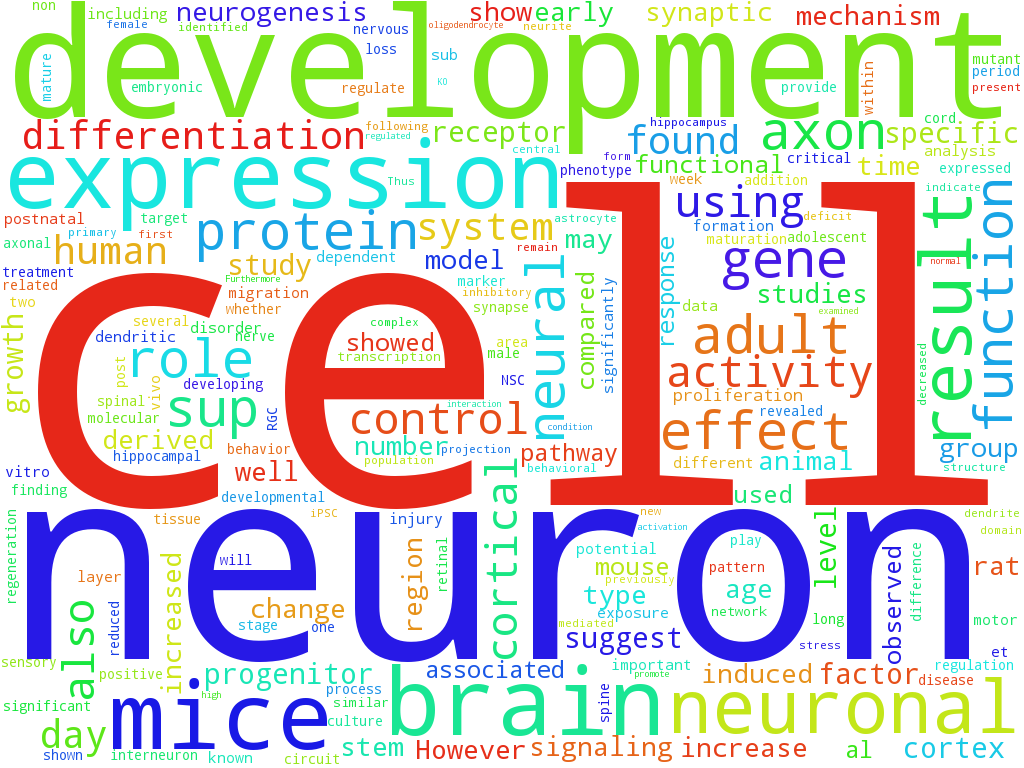 non
including
neurogenesis
show
early
synaptic
mechanism
female
identified
nervous
oligodendrocyte
neurite
development
loss
sub
mutant
mature
period
embryonic
regulate
KO
provide
within
present
differentiation
following
regulated
receptor
hippocampus
found
axon
cord
specific
central
expression
form
functional
critical
time
analysis
phenotype
expressed
Thus
week
addition
indicate
postnatal
target
protein
system
astrocyte
using
deficit
result
function
primary
first
formation
axonal
human
remain
may
maturation
adolescent
dependent
model
response
gene
normal
treatment
study
Furthermore
marker
neural
related
migration
inhibitory
compared
significantly
data
studies
two
whether
synapse
examined
growth
several
disorder
complex
area
cell
adult
dendritic
nerve
showed
role
post
transcription
male
activity
decreased
developing
NSC
vivo
proliferation
spinal
sup
RGC
interaction
molecular
control
revealed
effect
condition
derived
behavior
number
projection
group
hippocampal
pathway
population
different
animal
structure
vitro
well
behavioral
finding
developmental
cortical
used
tissue
iPSC
injury
new
dendrite
regeneration
neuron
activation
domain
level
potential
play
will
region
retinal
mouse
pattern
observed
difference
rat
layer
previously
increased
type
age
reduced
change
exposure
network
also
stage
one
mediated
long
motor
suggest
stress
et
sensory
associated
important
regulation
positive
progenitor
process
brain
promote
induced
factor
disease
high
neuronal
significant
mice
similar
spine
day
culture
shown
interneuron
known
circuit
stem
However
signaling
increase
al
cortex